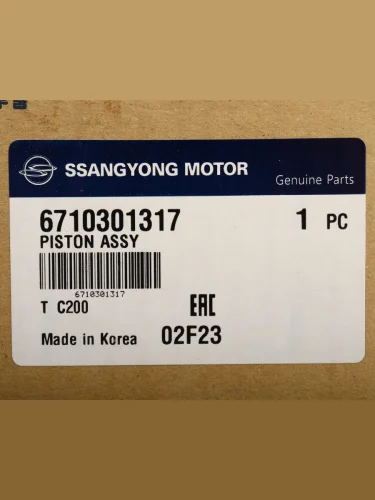 SSANGYONG MOTOR
Genuine Parts
6710301317 1 PC
PISTON ASSY
6710301317
T C200 EAC
Made in Korea 02F23